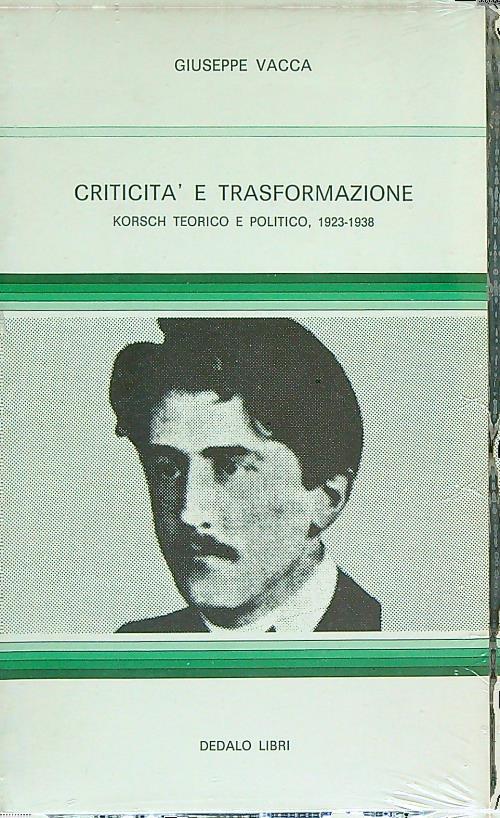 GIUSEPPE VACCA
CRITICITA' E TRASFORMAZIONE
KORSCH TEORICO E POLITICO, 1923-1938
DEDALO LIBRI